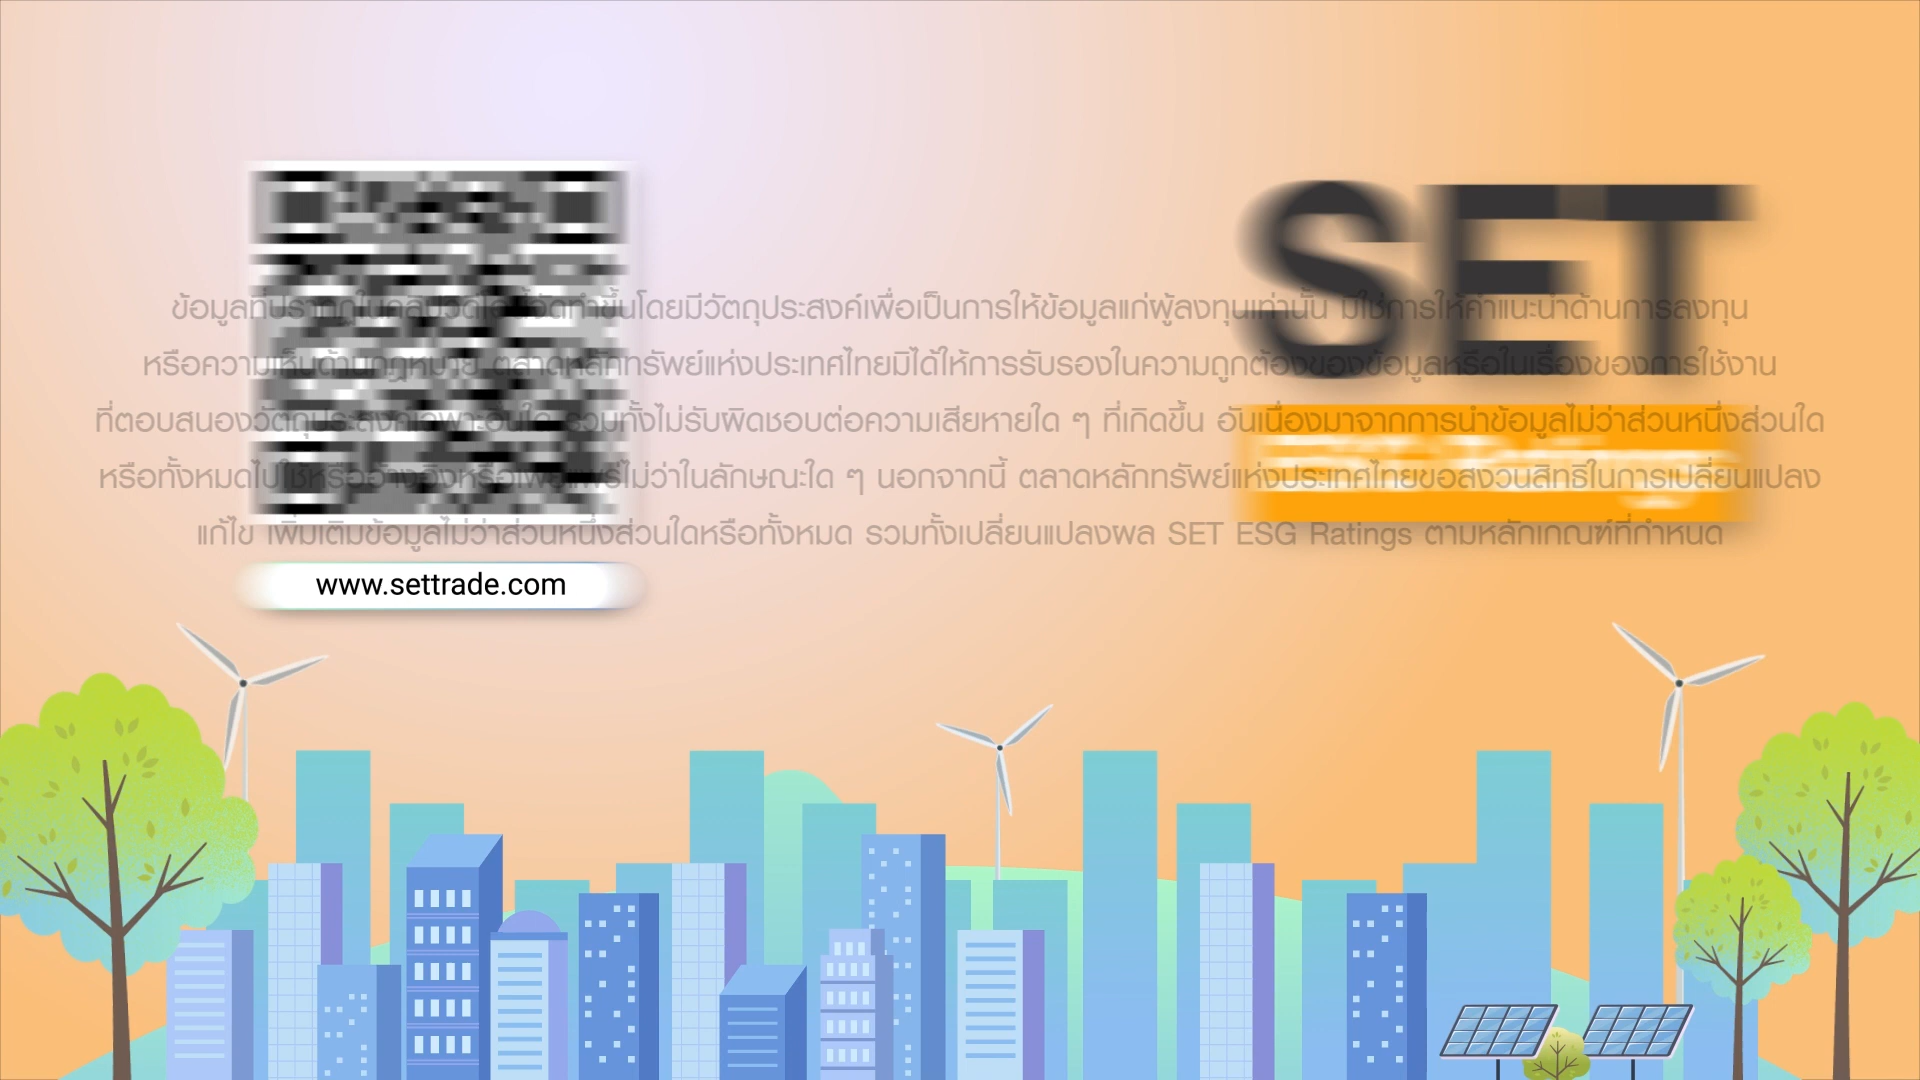 SET
ข้อมูลที่ปรากฏในคลิปวิดีโอนี้ จัดทำขึ้นโดยมีวัตถุประสงค์เพื่อเป็นการให้ข้อมูลแก่ผู้ลงทุนเท่านั้น มิใช่การให้คำแนะนำด้านการลงทุน
หรือความเห็นด้านกฎหมาย ตลาดหลักทรัพย์แห่งประเทศไทยมิได้ให้การรับรองในความถูกต้องของข้อมูลหรือในเรื่องของการใช้งาน
ที่ตอบสนองวัตถุประสงค์เฉพาะอันใด รวมทั้งไม่รับผิดชอบต่อความเสียหายใด ๆ ที่เกิดขึ้น อันเนื่องมาจากการนำข้อมูลไม่ว่าส่วนหนึ่งส่วนใด
หรือทั้งหมดไปใช้หรืออ้างอิงหรือเผยแพร่ไม่ว่าในลักษณะใด ๆ นอกจากนี้ ตลาดหลักทรัพย์แห่งประเทศไทยขอสงวนสิทธิในการเปลี่ยนแปลง
แก้ไข เพิ่มเติมข้อมูลไม่ว่าส่วนหนึ่งส่วนใดหรือทั้งหมด รวมทั้งเปลี่ยนแปลงผล SET ESG Ratings ตามหลักเกณฑ์ที่กำหนด
www.settrade.com